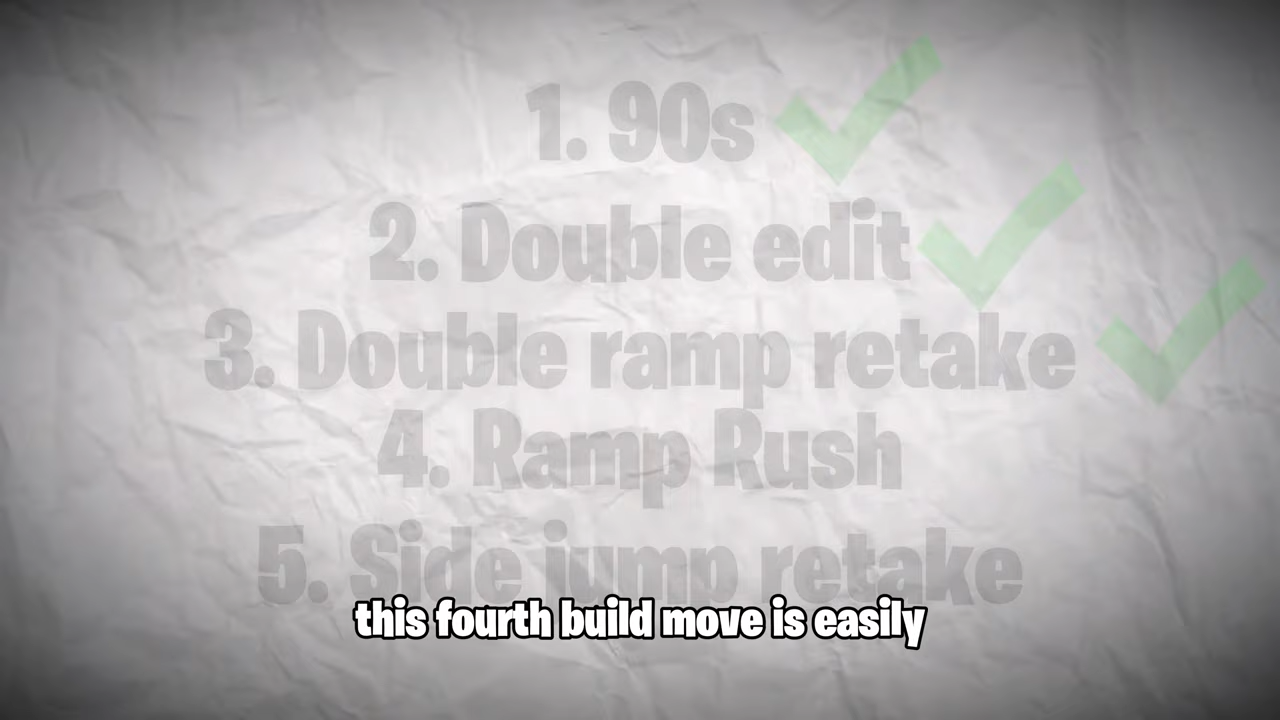 1. 90s
2. Double edit
3. Double ramp retake
4. Ramp Rush
5. Side jump retake
this fourth build move is easily